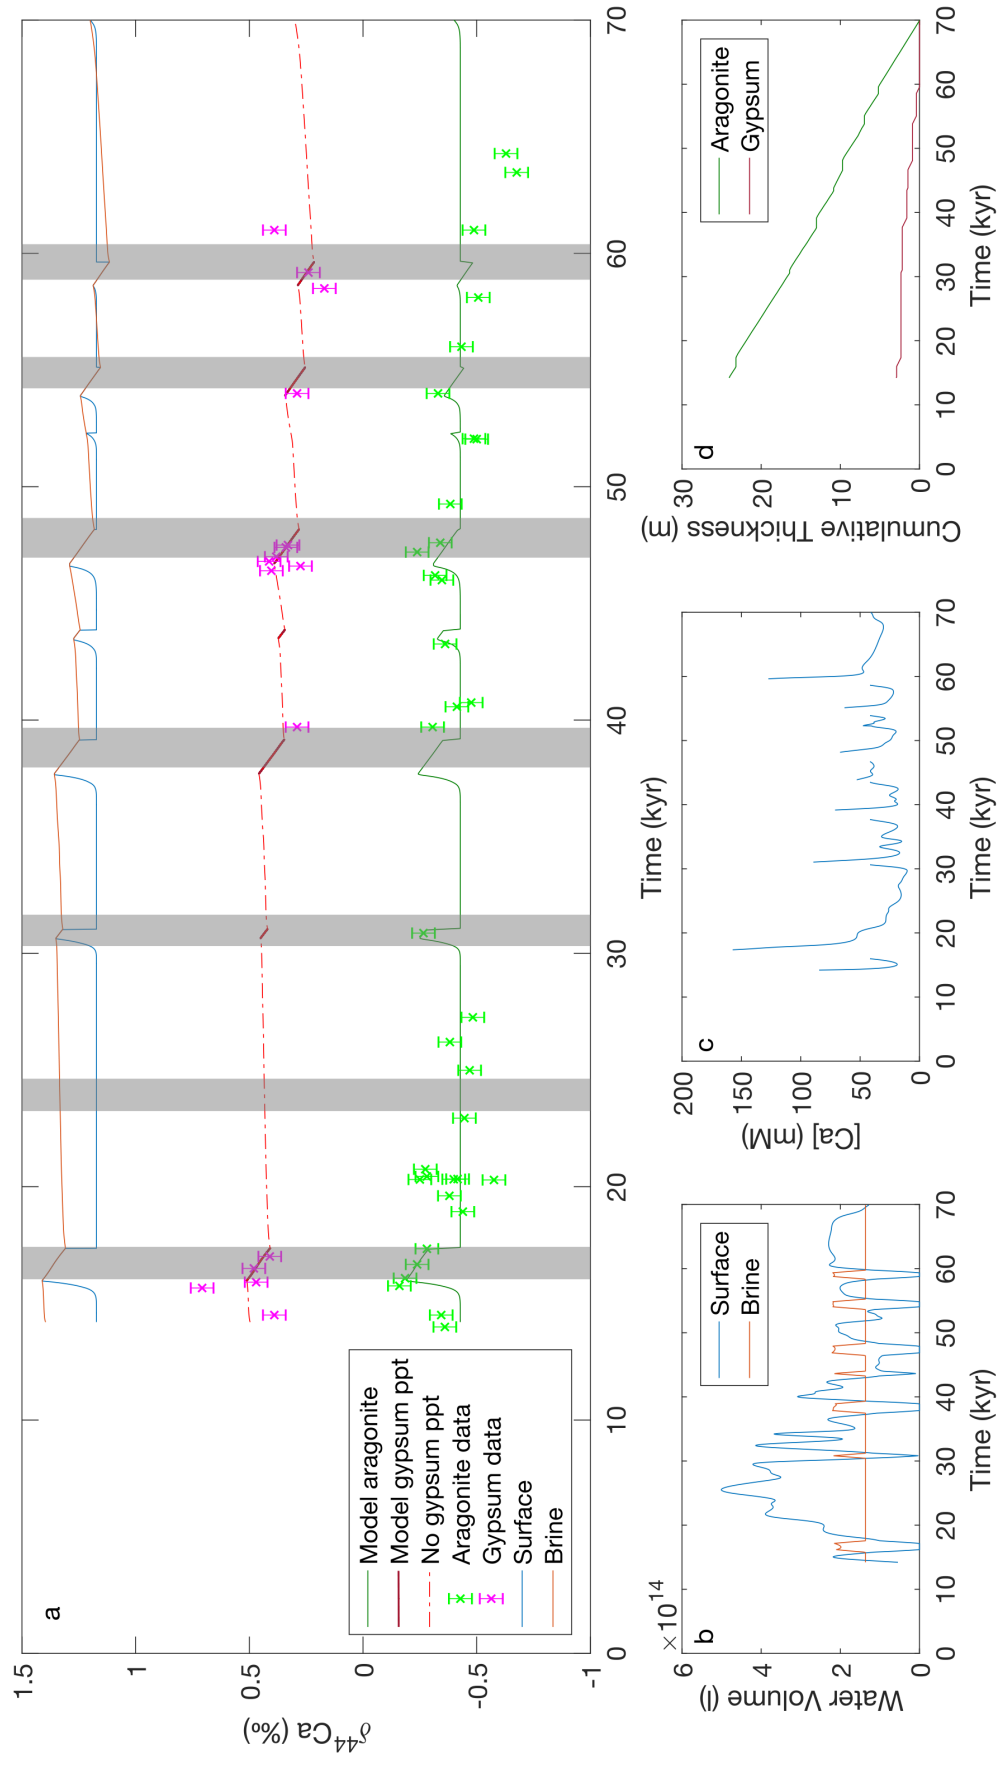 a
1.5
1
0.5
0
-0.5
-1
δ44Ca (‰)
0 10 20 30 40 50 60 70
Time (kyr)
Model aragonite
Model gypsum ppt
No gypsum ppt
Aragonite data
Gypsum data
Surface
Brine
b
×10^14
6
4
2
0
Water Volume (l)
0 10 20 30 40 50 60 70
Time (kyr)
Surface
Brine
c
200
150
100
50
0
[Ca] (mM)
0 10 20 30 40 50 60 70
Time (kyr)
d
30
20
10
0
Cumulative Thickness (m)
0 10 20 30 40 50 60 70
Time (kyr)
Aragonite
Gypsum